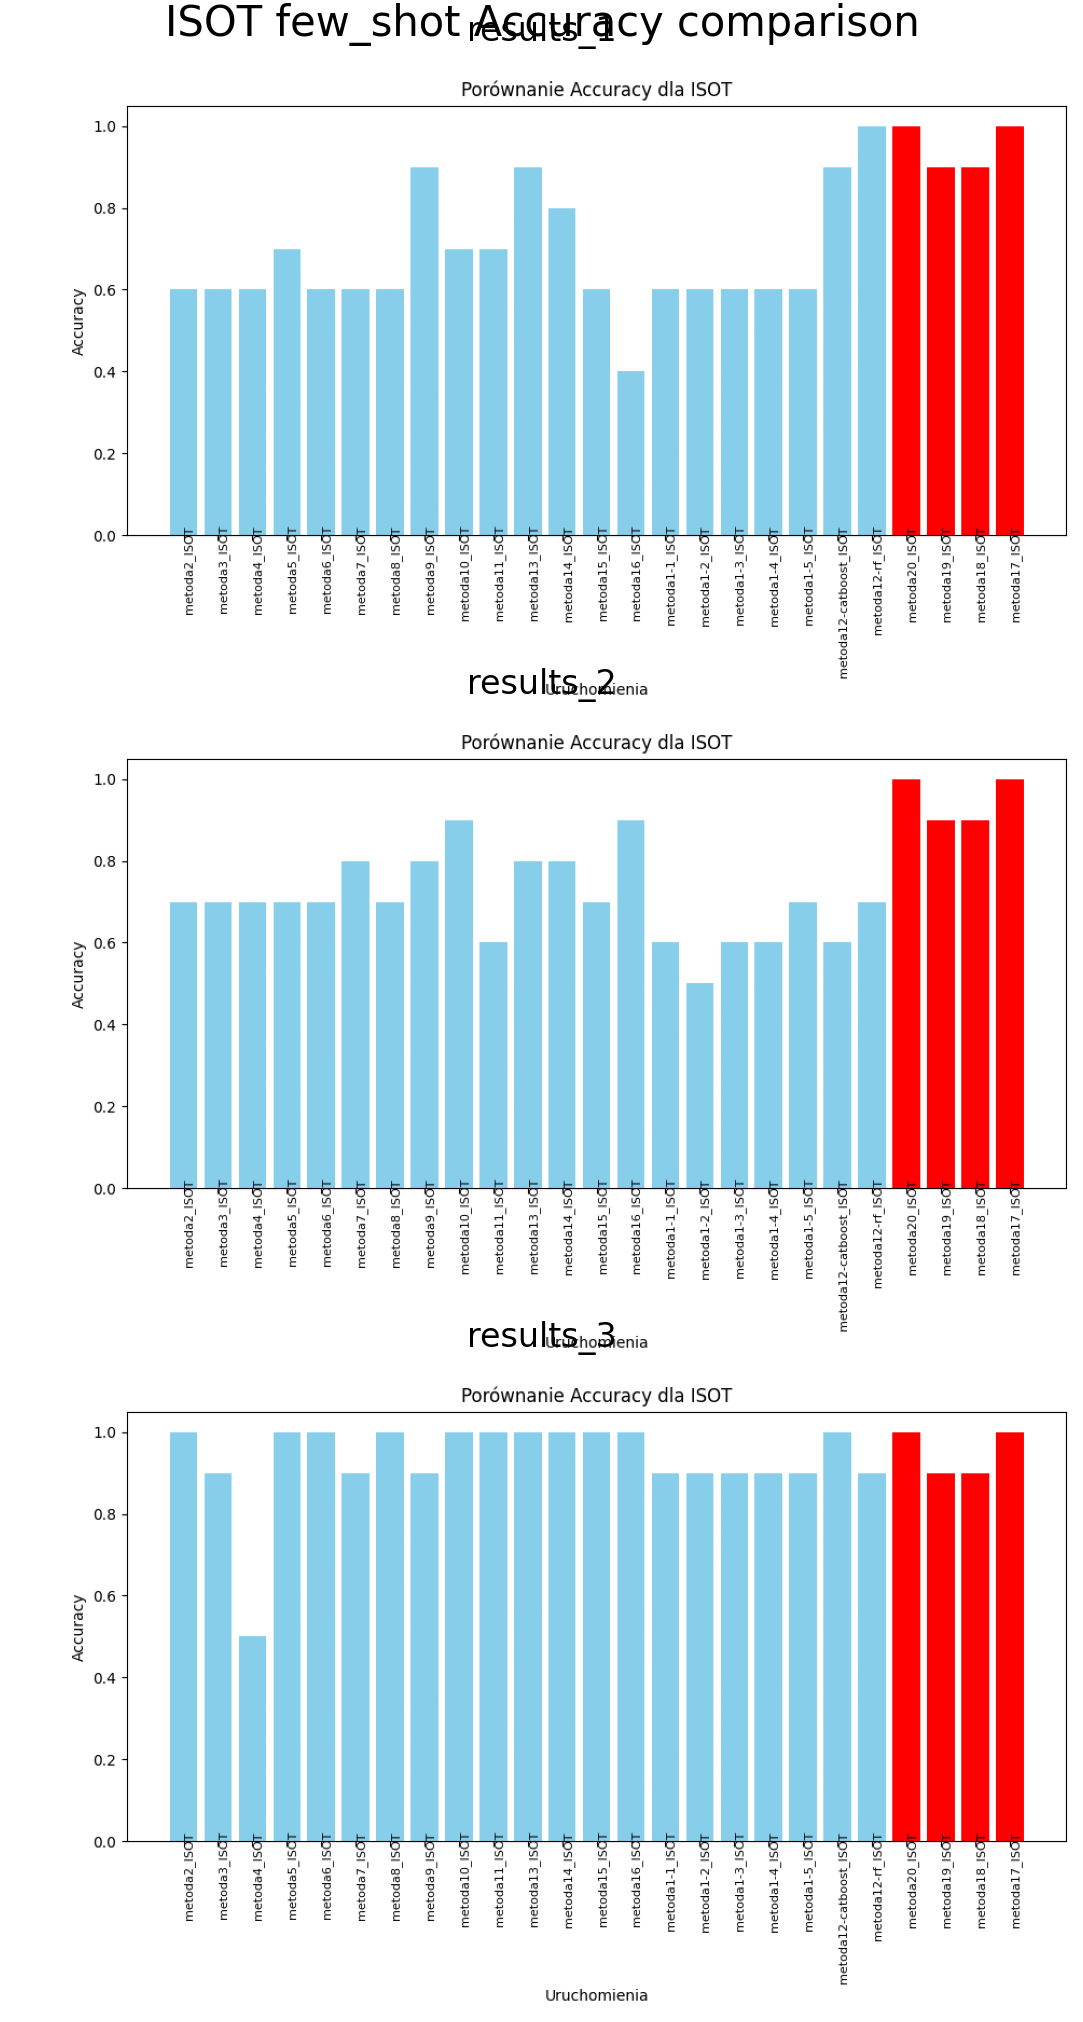 ISOT few_shot Accuracy comparison
results_1
Porównanie Accuracy dla ISOT
Accuracy
1.0
0.8
0.6
0.4
0.2
0.0
metoda2_ISOT
metoda3_ISOT
metoda4_ISOT
metoda5_ISOT
metoda6_ISOT
metoda7_ISOT
metoda8_ISOT
metoda9_ISOT
metoda10_ISOT
metoda11_ISOT
metoda13_ISOT
metoda14_ISOT
metoda15_ISOT
metoda16_ISOT
metoda1-1_ISOT
metoda1-2_ISOT
metoda1-3_ISOT
metoda1-4_ISOT
metoda1-5_ISOT
metoda12-catboost_ISOT
metoda12-rf_ISOT
metoda20_ISOT
metoda19_ISOT
metoda18_ISOT
metoda17_ISOT
Uruchomienia
results_2
Porównanie Accuracy dla ISOT
Accuracy
1.0
0.8
0.6
0.4
0.2
0.0
metoda2_ISOT
metoda3_ISOT
metoda4_ISOT
metoda5_ISOT
metoda6_ISOT
metoda7_ISOT
metoda8_ISOT
metoda9_ISOT
metoda10_ISOT
metoda11_ISOT
metoda13_ISOT
metoda14_ISOT
metoda15_ISOT
metoda16_ISOT
metoda1-1_ISOT
metoda1-2_ISOT
metoda1-3_ISOT
metoda1-4_ISOT
metoda1-5_ISOT
metoda12-catboost_ISOT
metoda12-rf_ISOT
metoda20_ISOT
metoda19_ISOT
metoda18_ISOT
metoda17_ISOT
Uruchomienia
results_3
Porównanie Accuracy dla ISOT
Accuracy
1.0
0.8
0.6
0.4
0.2
0.0
metoda2_ISOT
metoda3_ISOT
metoda4_ISOT
metoda5_ISOT
metoda6_ISOT
metoda7_ISOT
metoda8_ISOT
metoda9_ISOT
metoda10_ISOT
metoda11_ISOT
metoda13_ISOT
metoda14_ISOT
metoda15_ISOT
metoda16_ISOT
metoda1-1_ISOT
metoda1-2_ISOT
metoda1-3_ISOT
metoda1-4_ISOT
metoda1-5_ISOT
metoda12-catboost_ISOT
metoda12-rf_ISOT
metoda20_ISOT
metoda19_ISOT
metoda18_ISOT
metoda17_ISOT
Uruchomienia